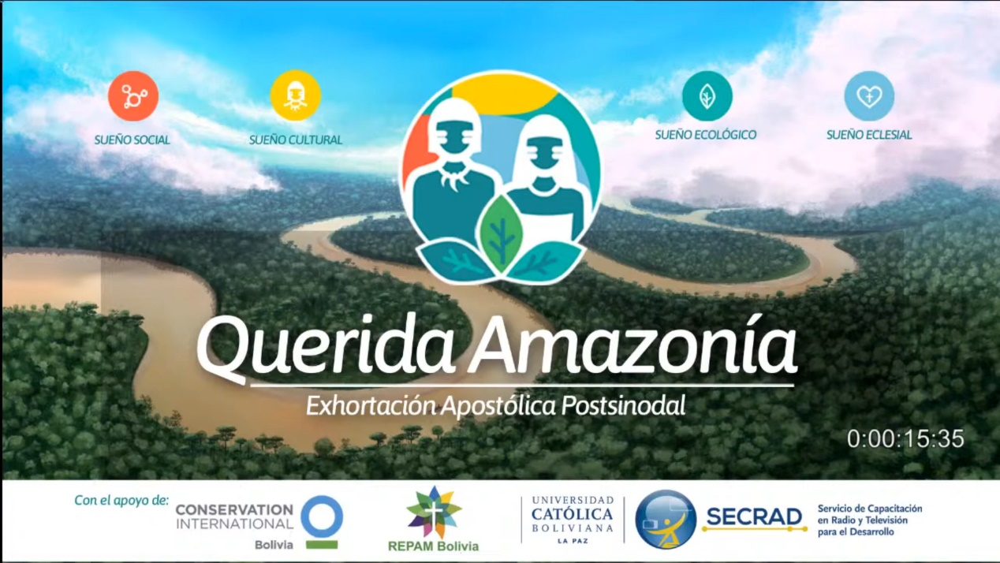 SUEÑO SOCIAL
SUEÑO CULTURAL
SUEÑO ECOLÓGICO
SUEÑO ECLESIAL
Querida Amazonía
Exhortación Apostólica Postsinodal
0:00:15:35
Con el apoyo de:
CONSERVATION
INTERNATIONAL
Bolivia
REPAM Bolivia
UNIVERSIDAD
CATÓLICA
BOLIVIANA
LA PAZ
SECRAD
Servicio de Capacitación
en Radio y Televisión
para el Desarrollo